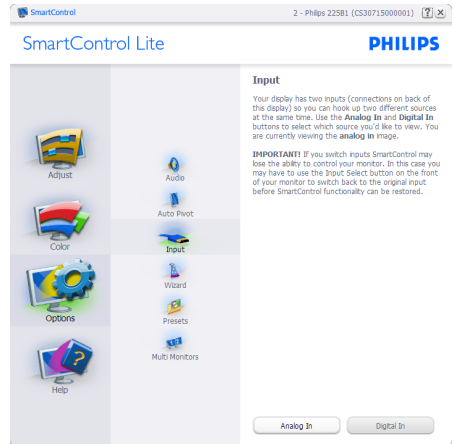 SmartControl
2 - Philips 225B1 (CS30715000001)
SmartControl Lite
PHILIPS
Adjust
Color
Options
Help
Audio
Auto Pivot
Input
Wizard
Presets
Multi Monitors
Input
Your display has two inputs (connections on back of
this display) so you can hook up two different sources
at the same time. Use the Analog In and Digital In
buttons to select which source you'd like to view. You
are currently viewing the analog in image.
IMPORTANT! If you switch inputs SmartControl may
lose the ability to control your monitor. In this case you
may have to use the Input Select button on the front
of your monitor to switch back to the original input
before SmartControl functionality can be restored.
Analog In
Digital In